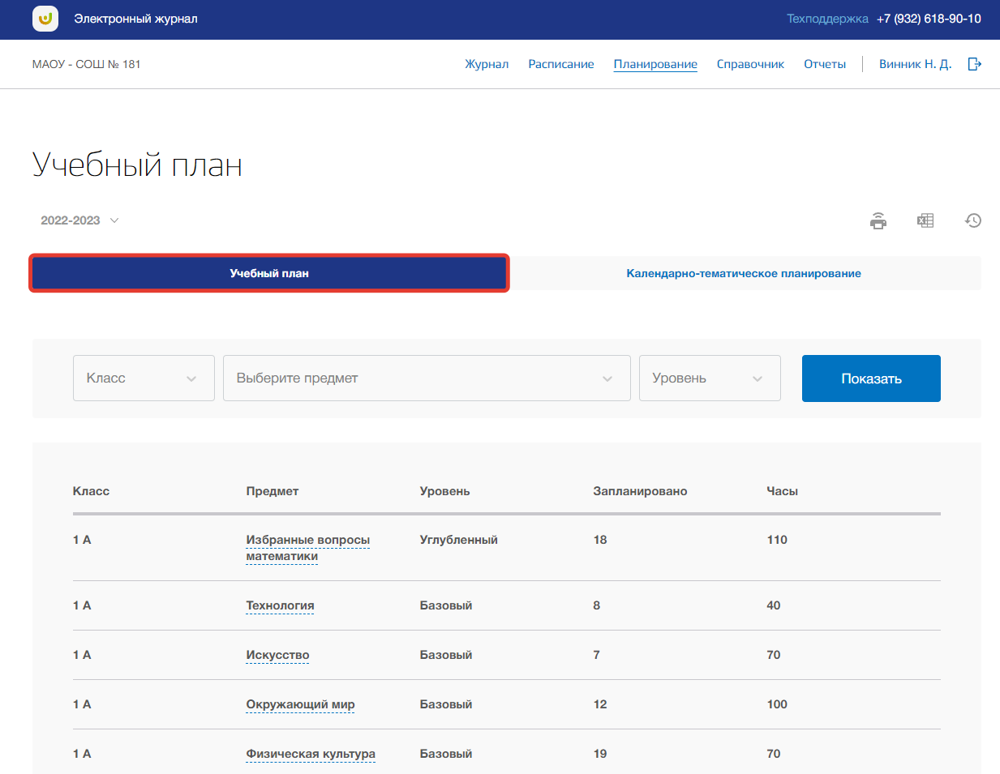 Электронный журнал
Техподдержка +7 (932) 618-90-10
МАОУ - СОШ № 181
Журнал Расписание Планирование Справочник Отчеты Винник Н. Д.
Учебный план
2022-2023
Учебный план Календарно-тематическое планирование
Класс Выберите предмет Уровень Показать
Класс Предмет Уровень Запланировано Часы
1 А Избранные вопросы Углубленный 18 110
математики
1 А Технология Базовый 8 40
1 А Искусство Базовый 7 70
1 А Окружающий мир Базовый 12 100
1 А Физическая культура Базовый 19 70